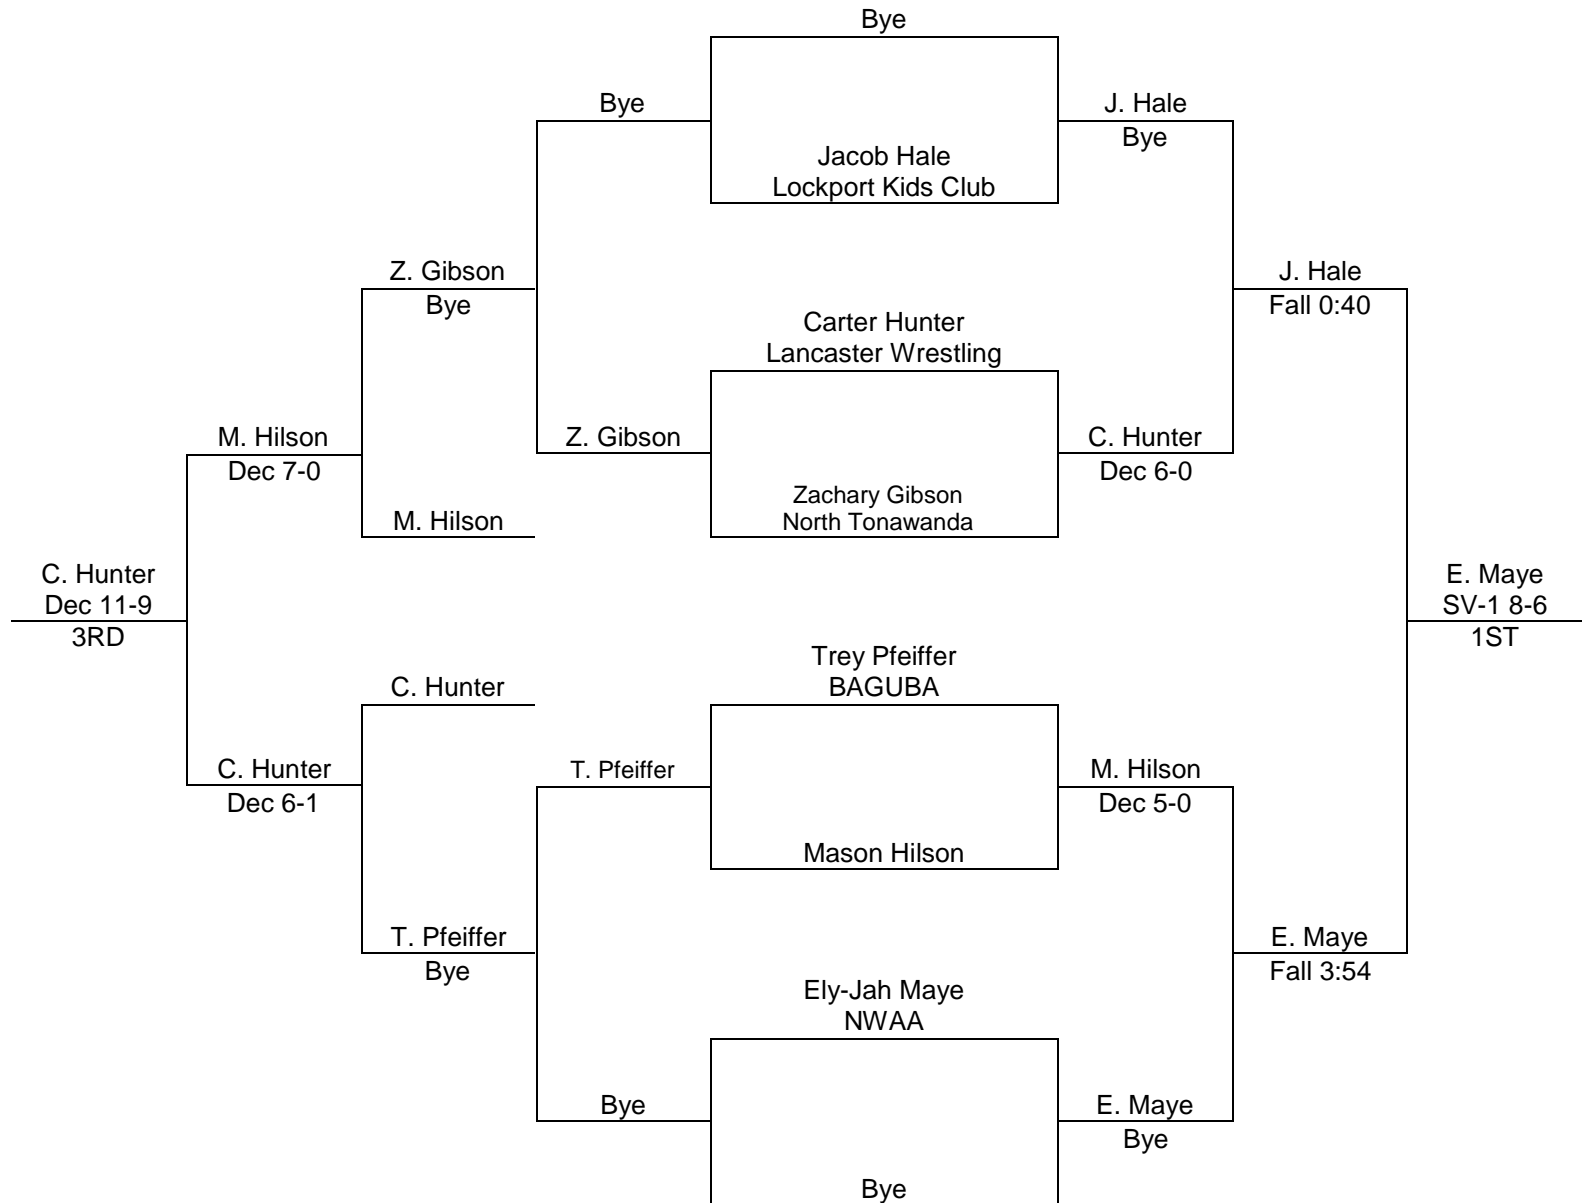 Bye
Bye
J. Hale
Bye
Jacob Hale
Lockport Kids Club
Z. Gibson
Bye
J. Hale
Fall 0:40
Carter Hunter
Lancaster Wrestling
M. Hilson
Dec 7-0
Z. Gibson
C. Hunter
Dec 6-0
Zachary Gibson
North Tonawanda
M. Hilson
C. Hunter
Dec 11-9
3RD
E. Maye
SV-1 8-6
1ST
Trey Pfeiffer
BAGUBA
C. Hunter
C. Hunter
Dec 6-1
T. Pfeiffer
M. Hilson
Dec 5-0
Mason Hilson
T. Pfeiffer
Bye
E. Maye
Fall 3:54
Ely-Jah Maye
NWAA
Bye
E. Maye
Bye
Bye